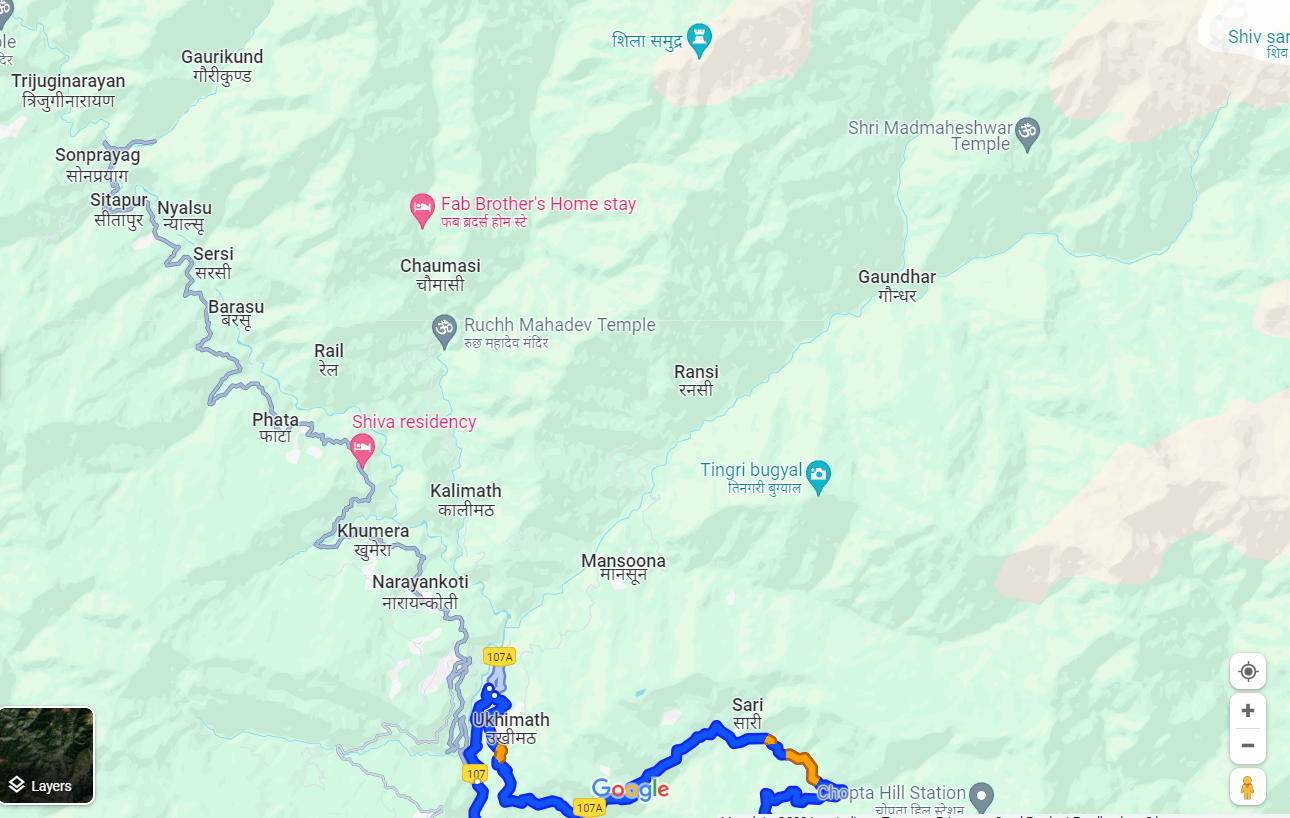 Gaurikund
गौरीकुण्ड
शिला समुद्र
Shiv sar
शिव
Trijuginarayan
त्रिजुगीनारायण
Shri Madmaheshwar
Temple
Sonprayag
सोनप्रयाग
Sitapur
सीतापुर
Nyalsu
न्याल्सू
Fab Brother's Home stay
फब ब्रदर्स होम स्टे
Sersi
सरसी
Chaumasi
चौमासी
Gaundhar
गौन्धर
Barasu
बरसू
Ruchh Mahadev Temple
रुछ महादेव मंदिर
Rail
रेल
Ransi
रनसी
Phata
फाटा
Shiva residency
Tingri bugyal
तिनगरी बुग्याल
Kalimath
कालीमठ
Khumera
खुमेरा
Mansoona
मानसून
Narayankoti
नारायन्कोती
107A
Sari
सारी
Ukhimath
उखीमठ
107
Layers
Google
107A
Chopta Hill Station
चोपता हिल स्टेशन